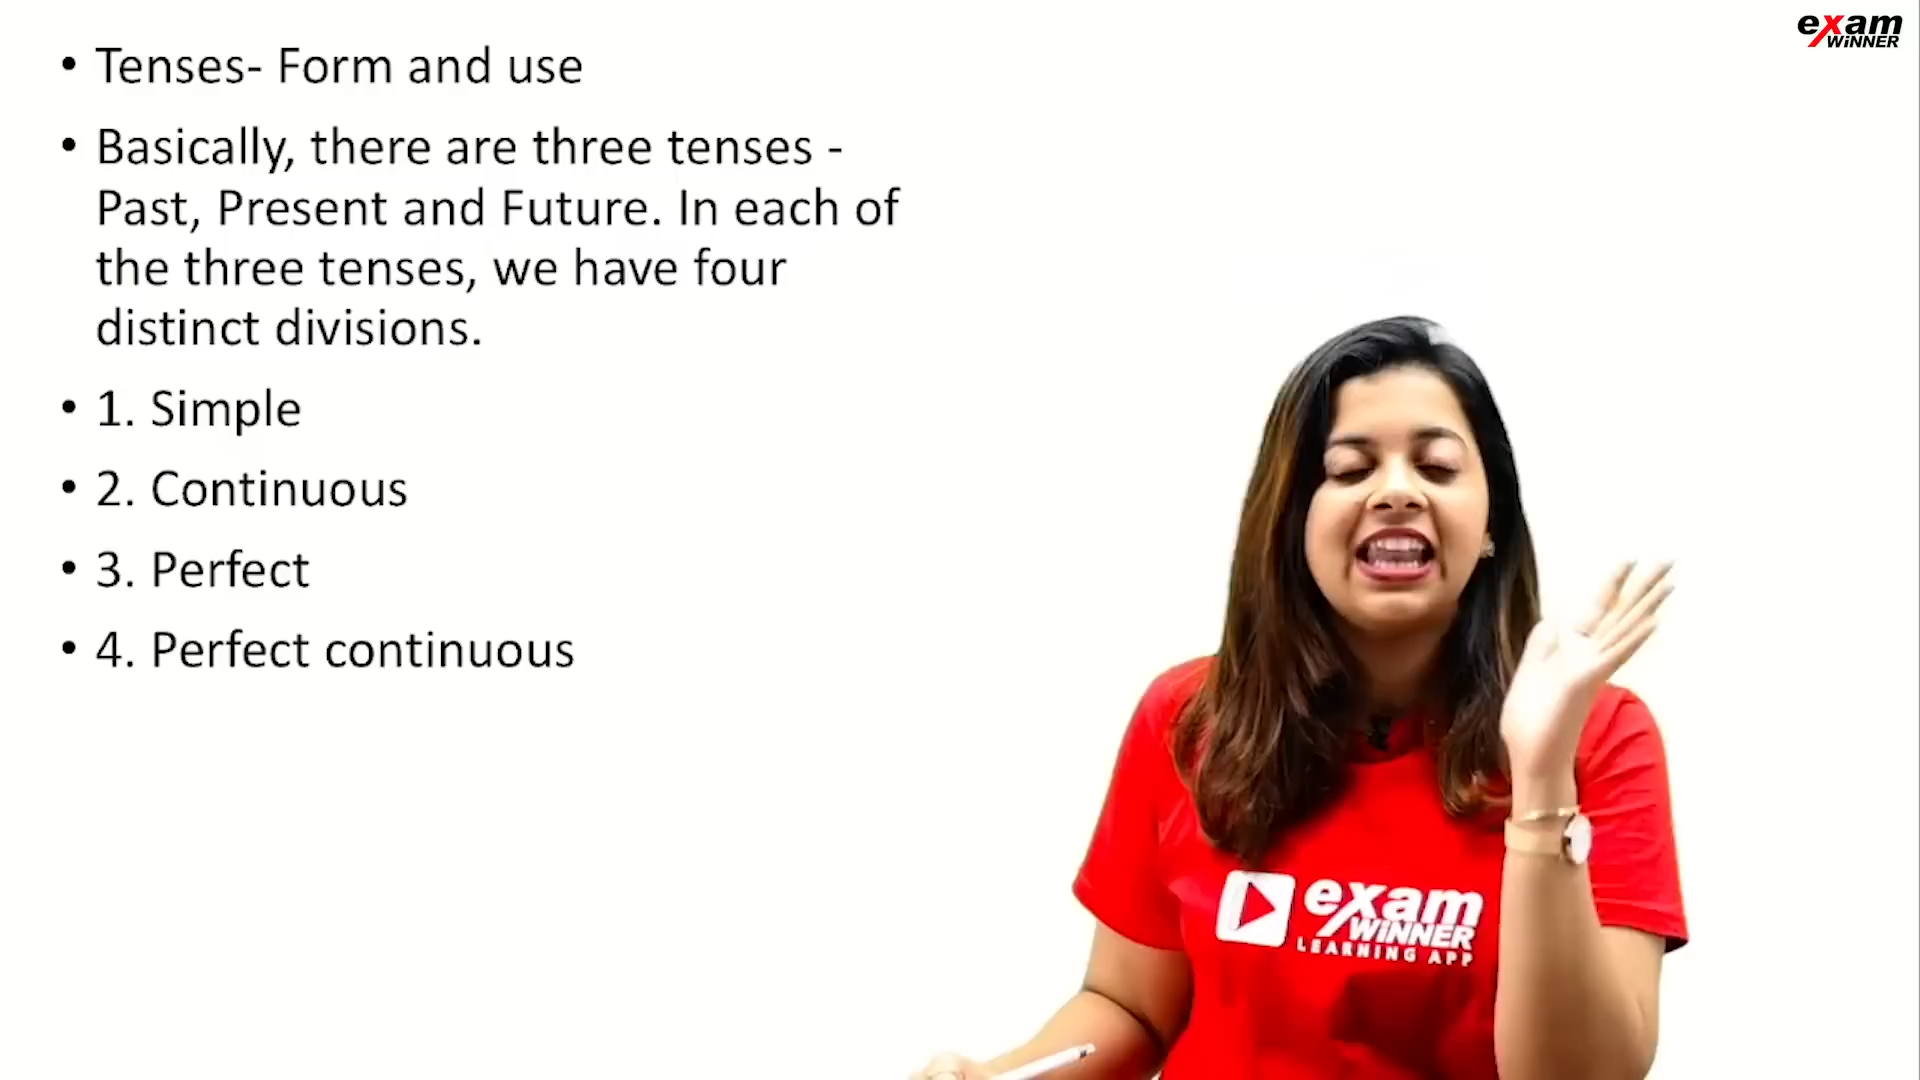 • Tenses- Form and use
• Basically, there are three tenses -
Past, Present and Future. In each of
the three tenses, we have four
distinct divisions.
• 1. Simple
• 2. Continuous
• 3. Perfect
• 4. Perfect continuous
exam
WiNNER
exam
WiNNER
LEARNING APP